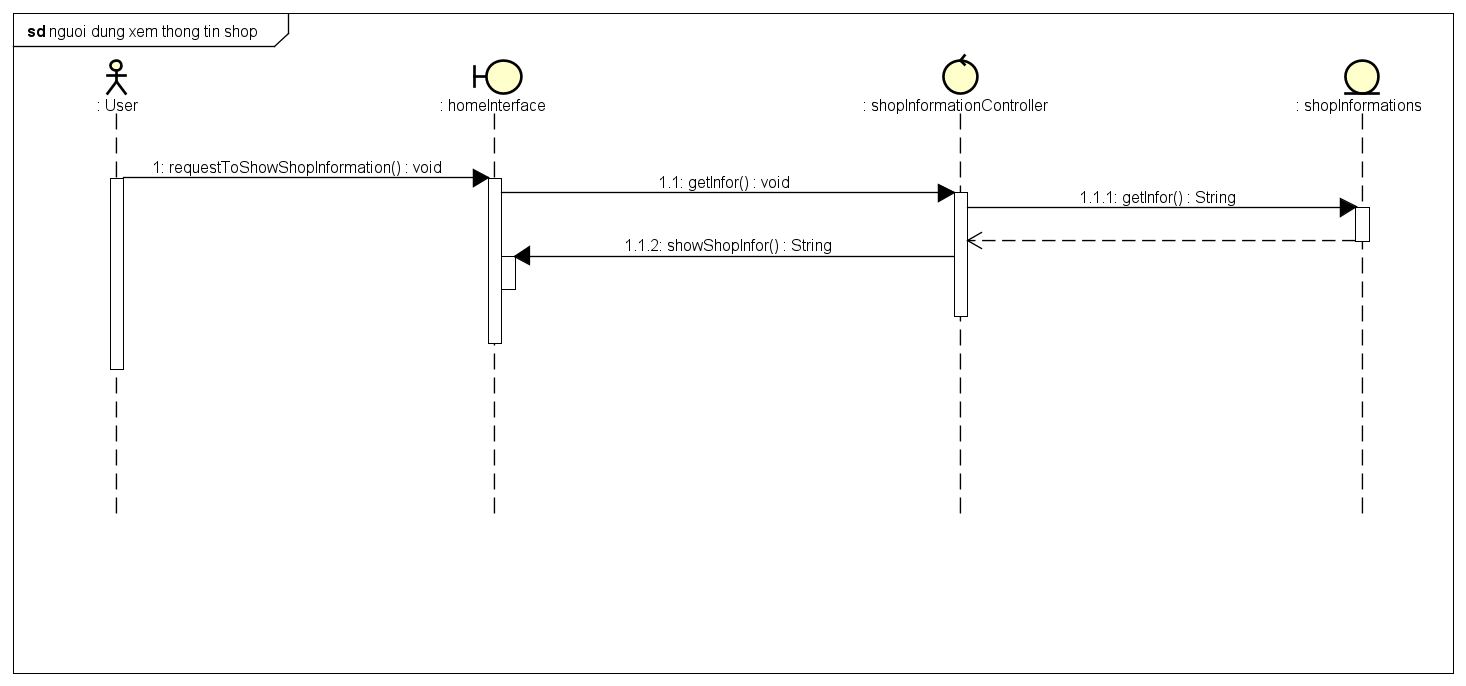 sd nguoi dung xem thong tin shop
: User
: homeInterface
: shopInformationController
: shopInformations
1: requestToShowShopInformation() : void
1.1: getInfor() : void
1.1.1: getInfor() : String
1.1.2: showShopInfor() : String